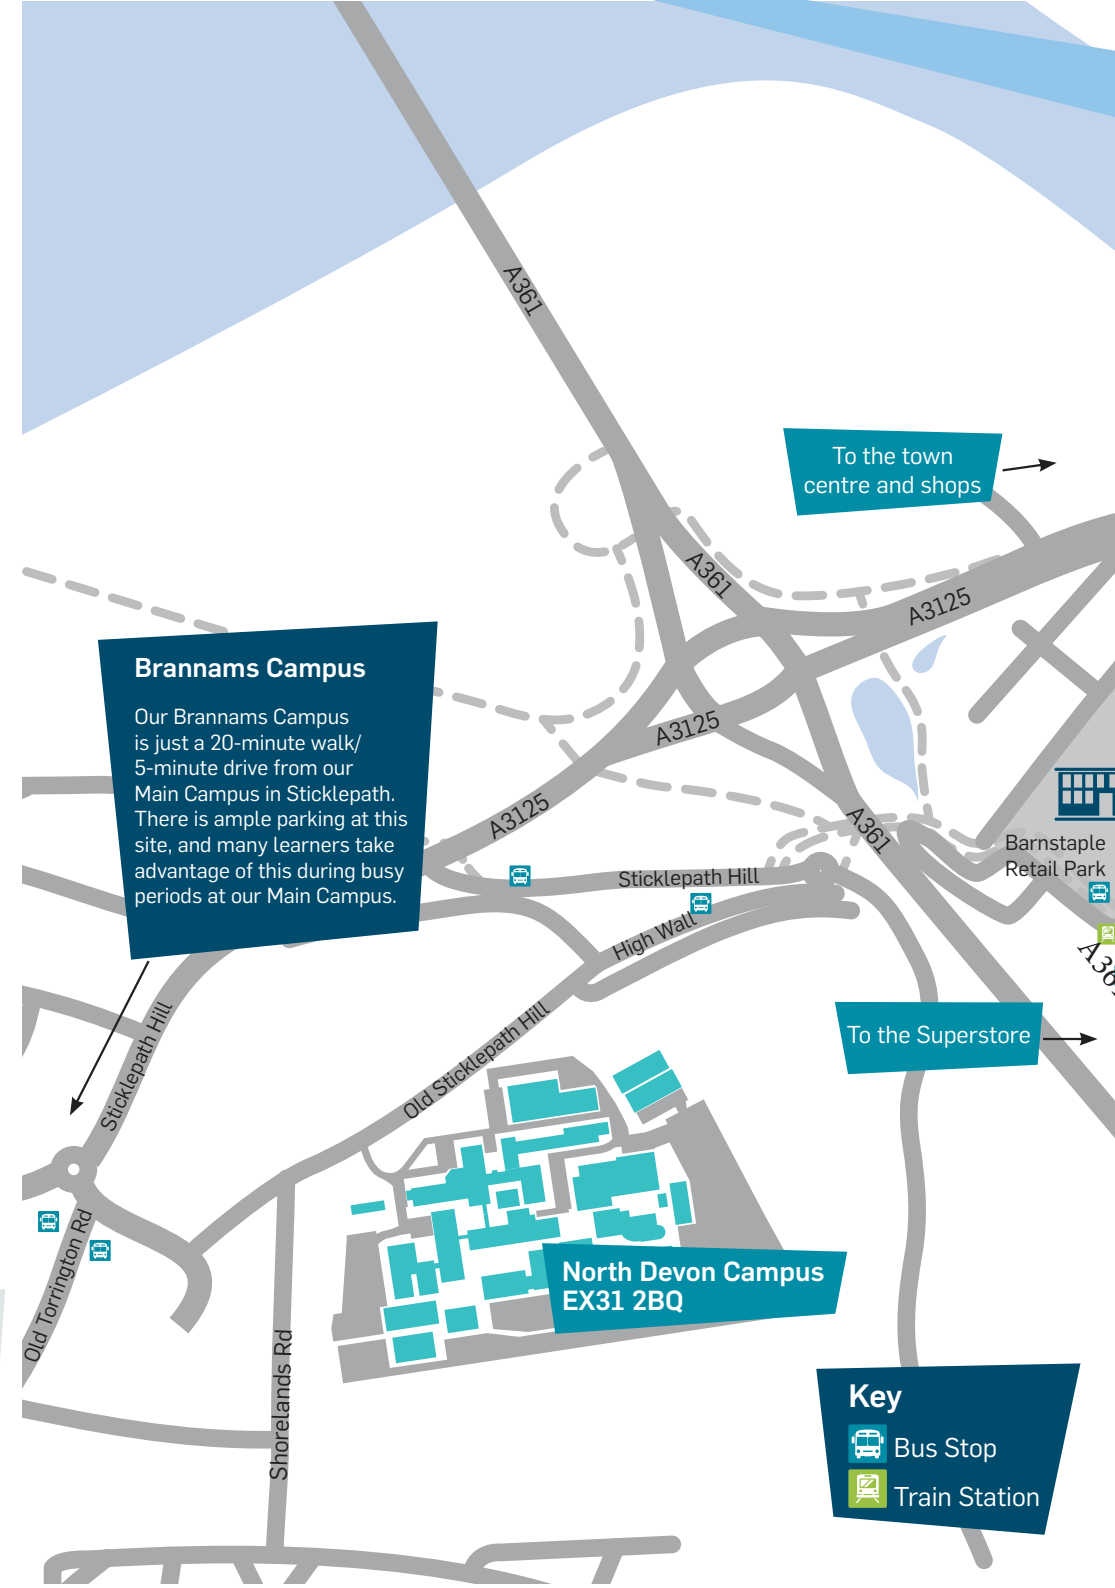 A361
To the town
centre and shops
A361
A3125
Brannams Campus
Our Brannams Campus
is just a 20-minute walk/
5-minute drive from our
Main Campus in Sticklepath.
There is ample parking at this
site, and many learners take
advantage of this during busy
periods at our Main Campus.
A3125
A3125
A361
Barnstaple
Retail Park
Sticklepath Hill
High Wall
A361
Sticklepath Hill
Old Sticklepath Hill
To the Superstore
Old Torrington Rd
North Devon Campus
EX31 2BQ
Shorelands Rd
Key
Bus Stop
Train Station